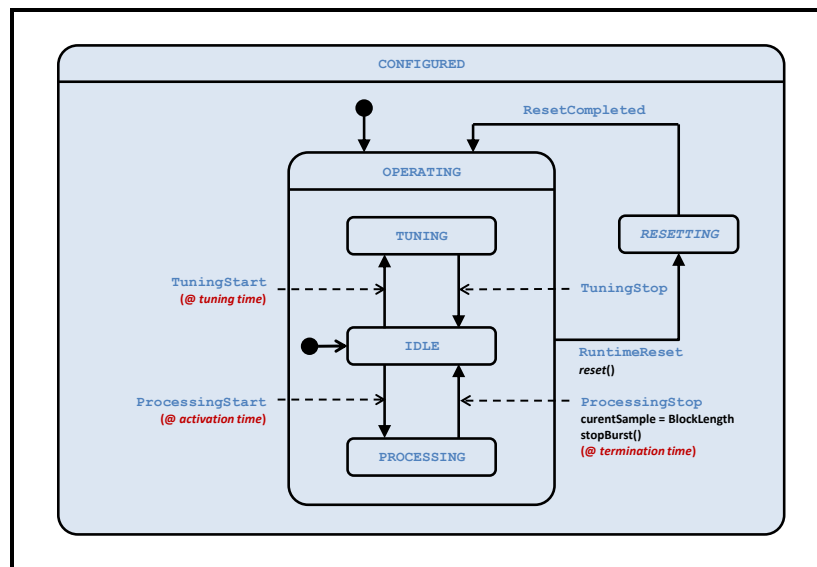 CONFIGURED
ResetCompleted
OPERATING
TUNING
RESETTING
TuningStart
(@ tuning time)
TuningStop
IDLE
RuntimeReset
reset()
ProcessingStart
(@ activation time)
ProcessingStop
curentSample = BlockLength
stopBurst()
(@ termination time)
PROCESSING